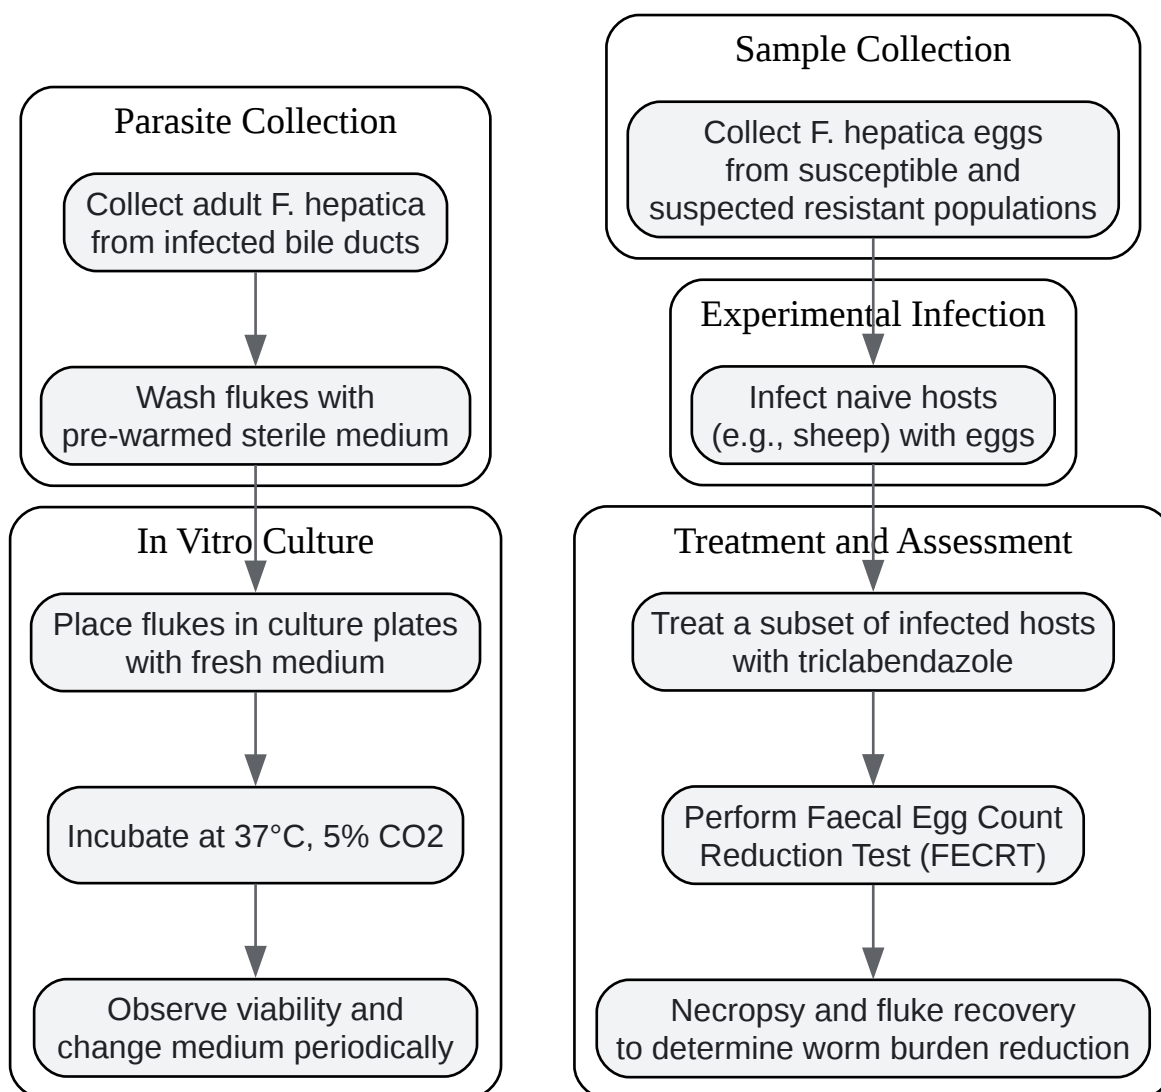 Parasite Collection
Collect adult F. hepatica
from infected bile ducts
Wash flukes with
pre-warmed sterile medium
In Vitro Culture
Place flukes in culture plates
with fresh medium
Incubate at 37°C, 5% CO2
Observe viability and
change medium periodically
Sample Collection
Collect F. hepatica eggs
from susceptible and
suspected resistant populations
Experimental Infection
Infect naive hosts
(e.g., sheep) with eggs
Treatment and Assessment
Treat a subset of infected hosts
with triclabendazole
Perform Faecal Egg Count
Reduction Test (FECRT)
Necropsy and fluke recovery
to determine worm burden reduction